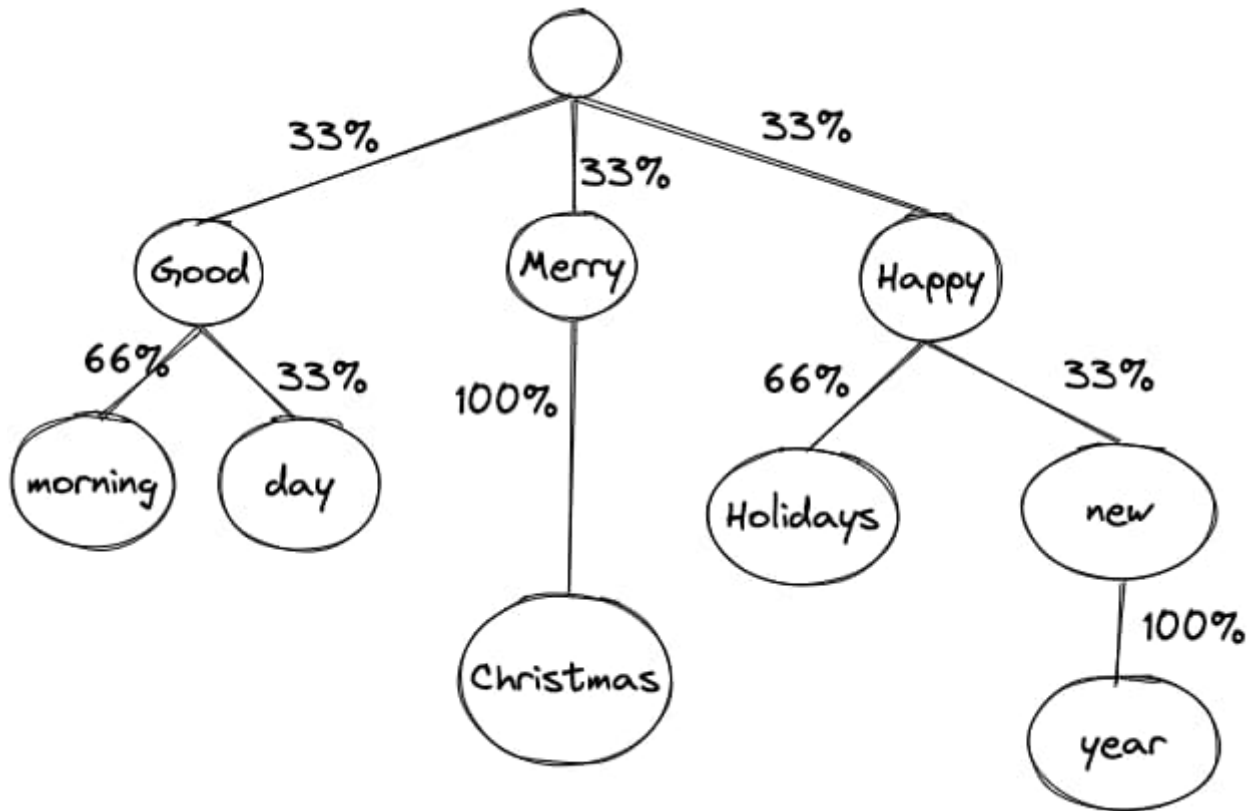 33%
33%
33%
Good
Merry
Happy
66%
33%
100%
66%
33%
morning
day
Holidays
new
100%
Christmas
year